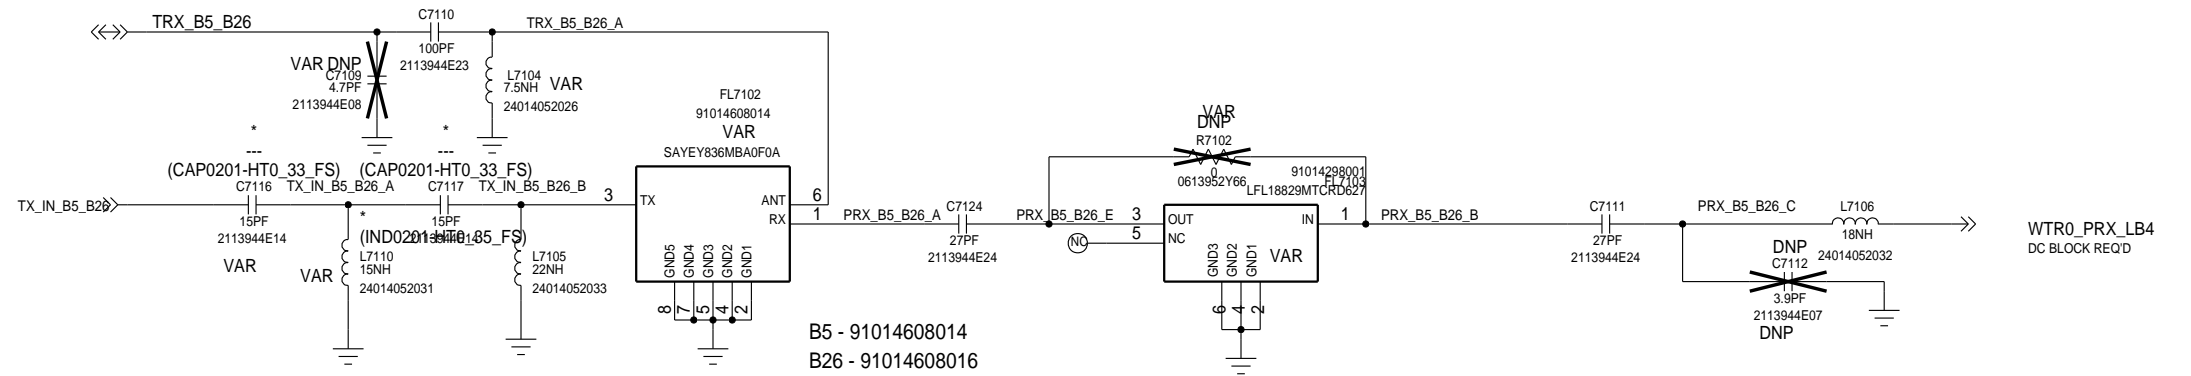 TRX_B5_B26
C7110
100PF
2113944E23
TRX_B5_B26_A
VAR DNP
C7109
4.7PF
2113944E08
L7104
7.5NH
VAR
24014052026
FL7102
91014608014
VAR
SAYEY836MBA0F0A
*
---
(CAP0201-HT0_33_FS)
*
---
(CAP0201-HT0_33_FS)
TX_IN_B5_B26
C7116
15PF
2113944E14
VAR
TX_IN_B5_B26_A
C7117
15PF
2113944E14
TX_IN_B5_B26_B
*
(IND0201-HT0_35_FS)
L7110
15NH
VAR
24014052031
L7105
22NH
24014052033
3
TX
ANT
6
RX
1
GND5
GND4
GND3
GND2
GND1
8
7
5
4
2
B5 - 91014608014
B26 - 91014608016
PRX_B5_B26_A
C7124
27PF
2113944E24
PRX_B5_B26_E
VAR
DNP
R7102
0
0613952Y66
91014298001
FL7103
LFL18829MTCRD627
3
OUT
IN
1
5
NC
NC
GND3
GND2
GND1
VAR
6
4
2
PRX_B5_B26_B
C7111
27PF
2113944E24
PRX_B5_B26_C
L7106
18NH
24014052032
DNP
C7112
3.9PF
2113944E07
DNP
WTR0_PRX_LB4
DC BLOCK REQ'D